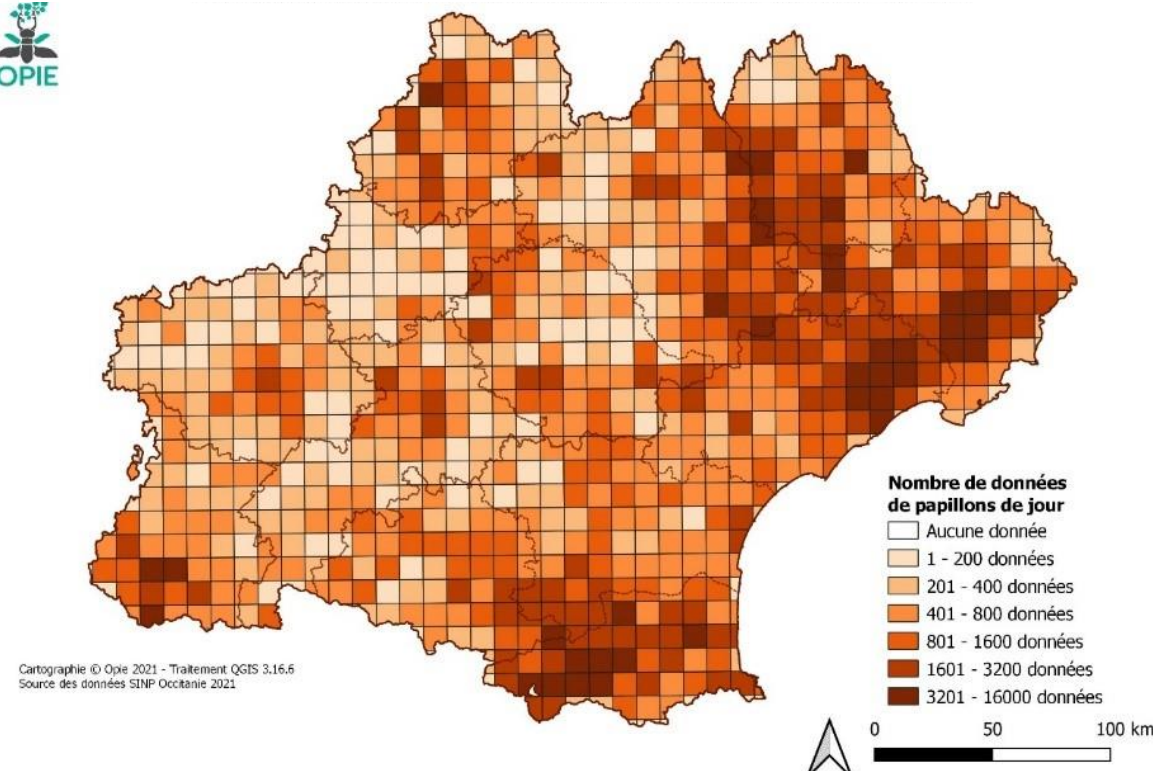 OPIE
Nombre de données
de papillons de jour
Aucune donnée
1 - 200 données
201 - 400 données
401 - 800 données
801 - 1600 données
1601 - 3200 données
3201 - 16000 données
Cartographie © Opie 2021 - Traitement QGIS 3.16.6
Source des données SINP Occitanie 2021
0 50 100 km